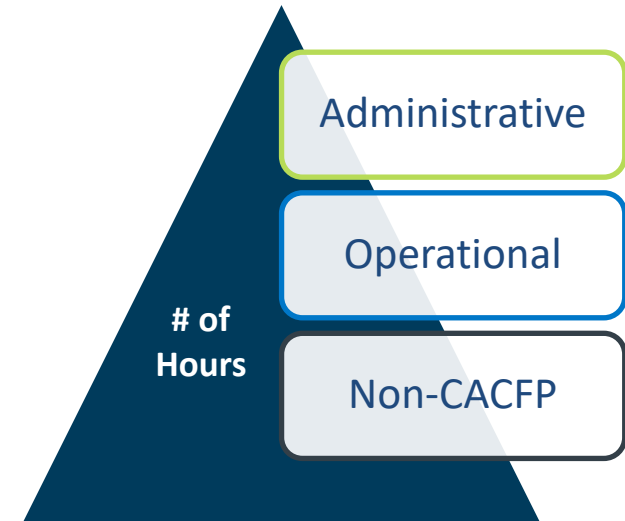 Administrative
Operational
# of
Hours
Non-CACFP